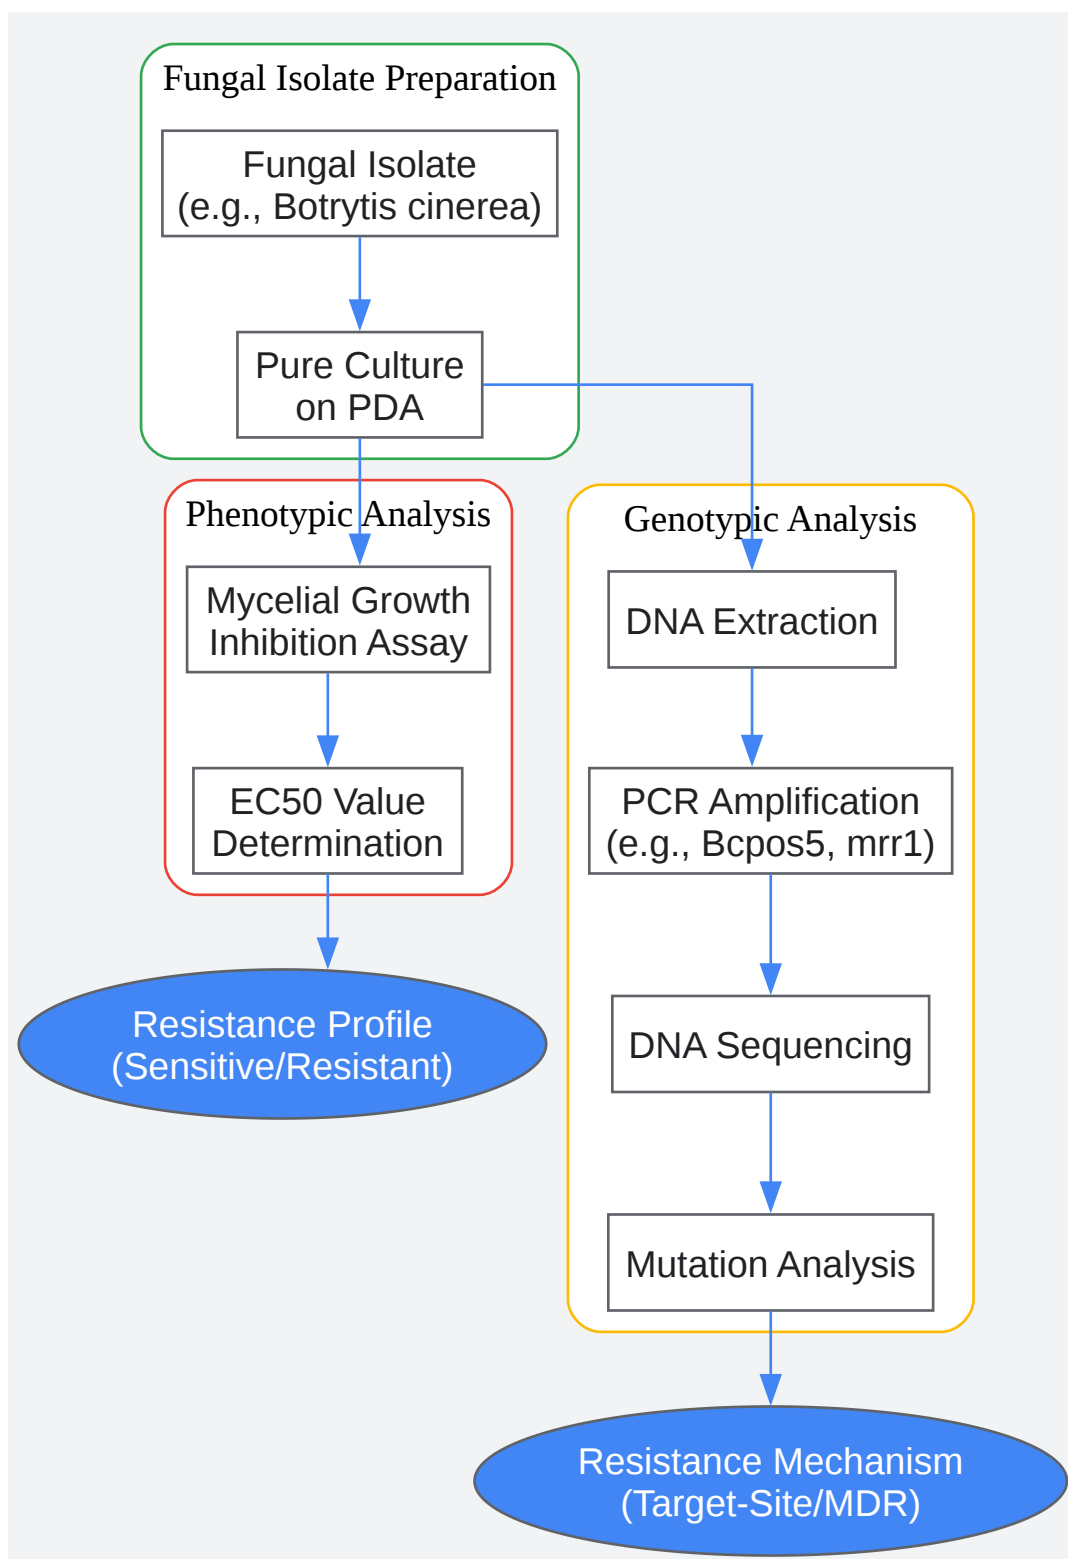 Fungal Isolate Preparation
Fungal Isolate
(e.g., Botrytis cinerea)
Pure Culture
on PDA
Phenotypic Analysis
Mycelial Growth
Inhibition Assay
EC50 Value
Determination
Resistance Profile
(Sensitive/Resistant)
Genotypic Analysis
DNA Extraction
PCR Amplification
(e.g., Bcpos5, mrr1)
DNA Sequencing
Mutation Analysis
Resistance Mechanism
(Target-Site/MDR)